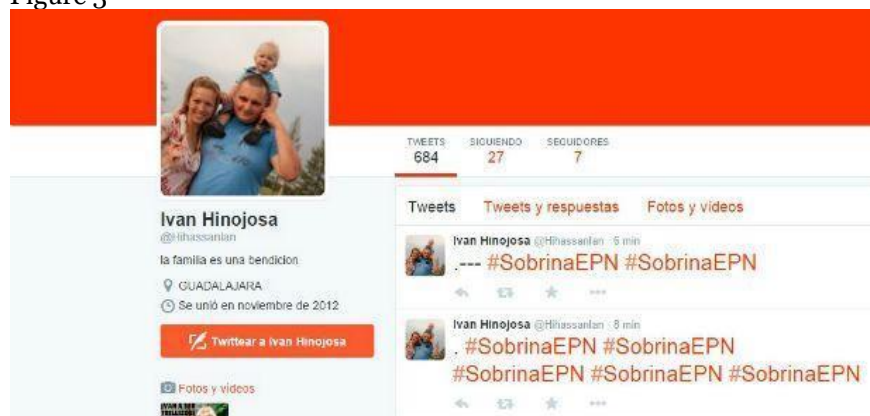 Figure 3
TWEETS SIGUIENDO SEGUIDORES
684 27 7
Ivan Hinojosa
@Hihassanlan
la familia es una bendicion
GUADALAJARA
Se unió en noviembre de 2012
Twittear a Ivan Hinojosa
Fotos y vídeos
Tweets Tweets y respuestas Fotos y vídeos
Ivan Hinojosa @Hihassanlan · 6 min
.--- #SobrinaEPN #SobrinaEPN
Ivan Hinojosa @Hihassanlan · 8 min
. #SobrinaEPN #SobrinaEPN
#SobrinaEPN #SobrinaEPN #SobrinaEPN